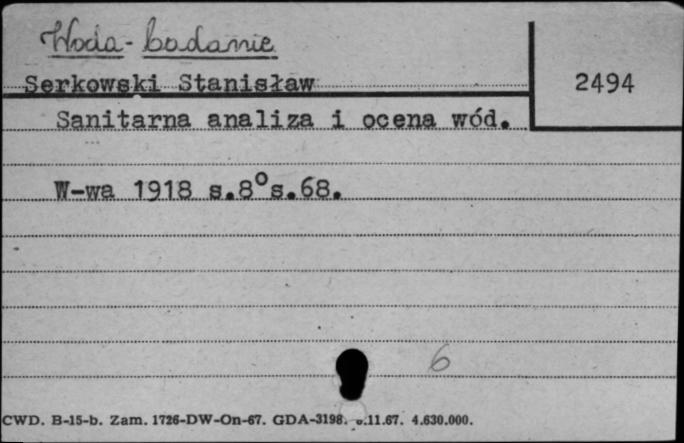 Woda - badanie
Serkowski Stanisław
2494
Sanitarna analiza i ocena wód.
W-wa 1918 s.8°s.68.
6
CWD. B-15-b. Zam. 1726-DW-On-67. GDA-3198. .11.67. 4.630.000.